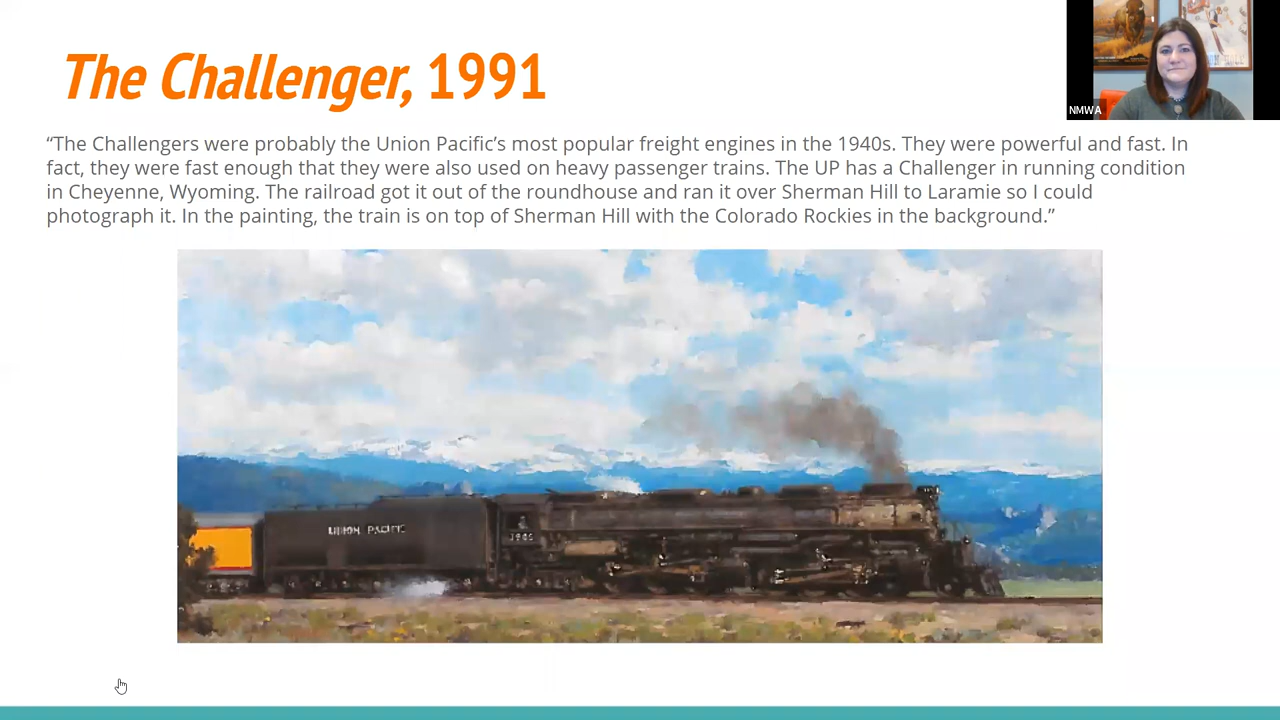 The Challenger, 1991
NMWA
“The Challengers were probably the Union Pacific’s most popular freight engines in the 1940s. They were powerful and fast. In
fact, they were fast enough that they were also used on heavy passenger trains. The UP has a Challenger in running condition
in Cheyenne, Wyoming. The railroad got it out of the roundhouse and ran it over Sherman Hill to Laramie so I could
photograph it. In the painting, the train is on top of Sherman Hill with the Colorado Rockies in the background.”
UNION PACIFIC